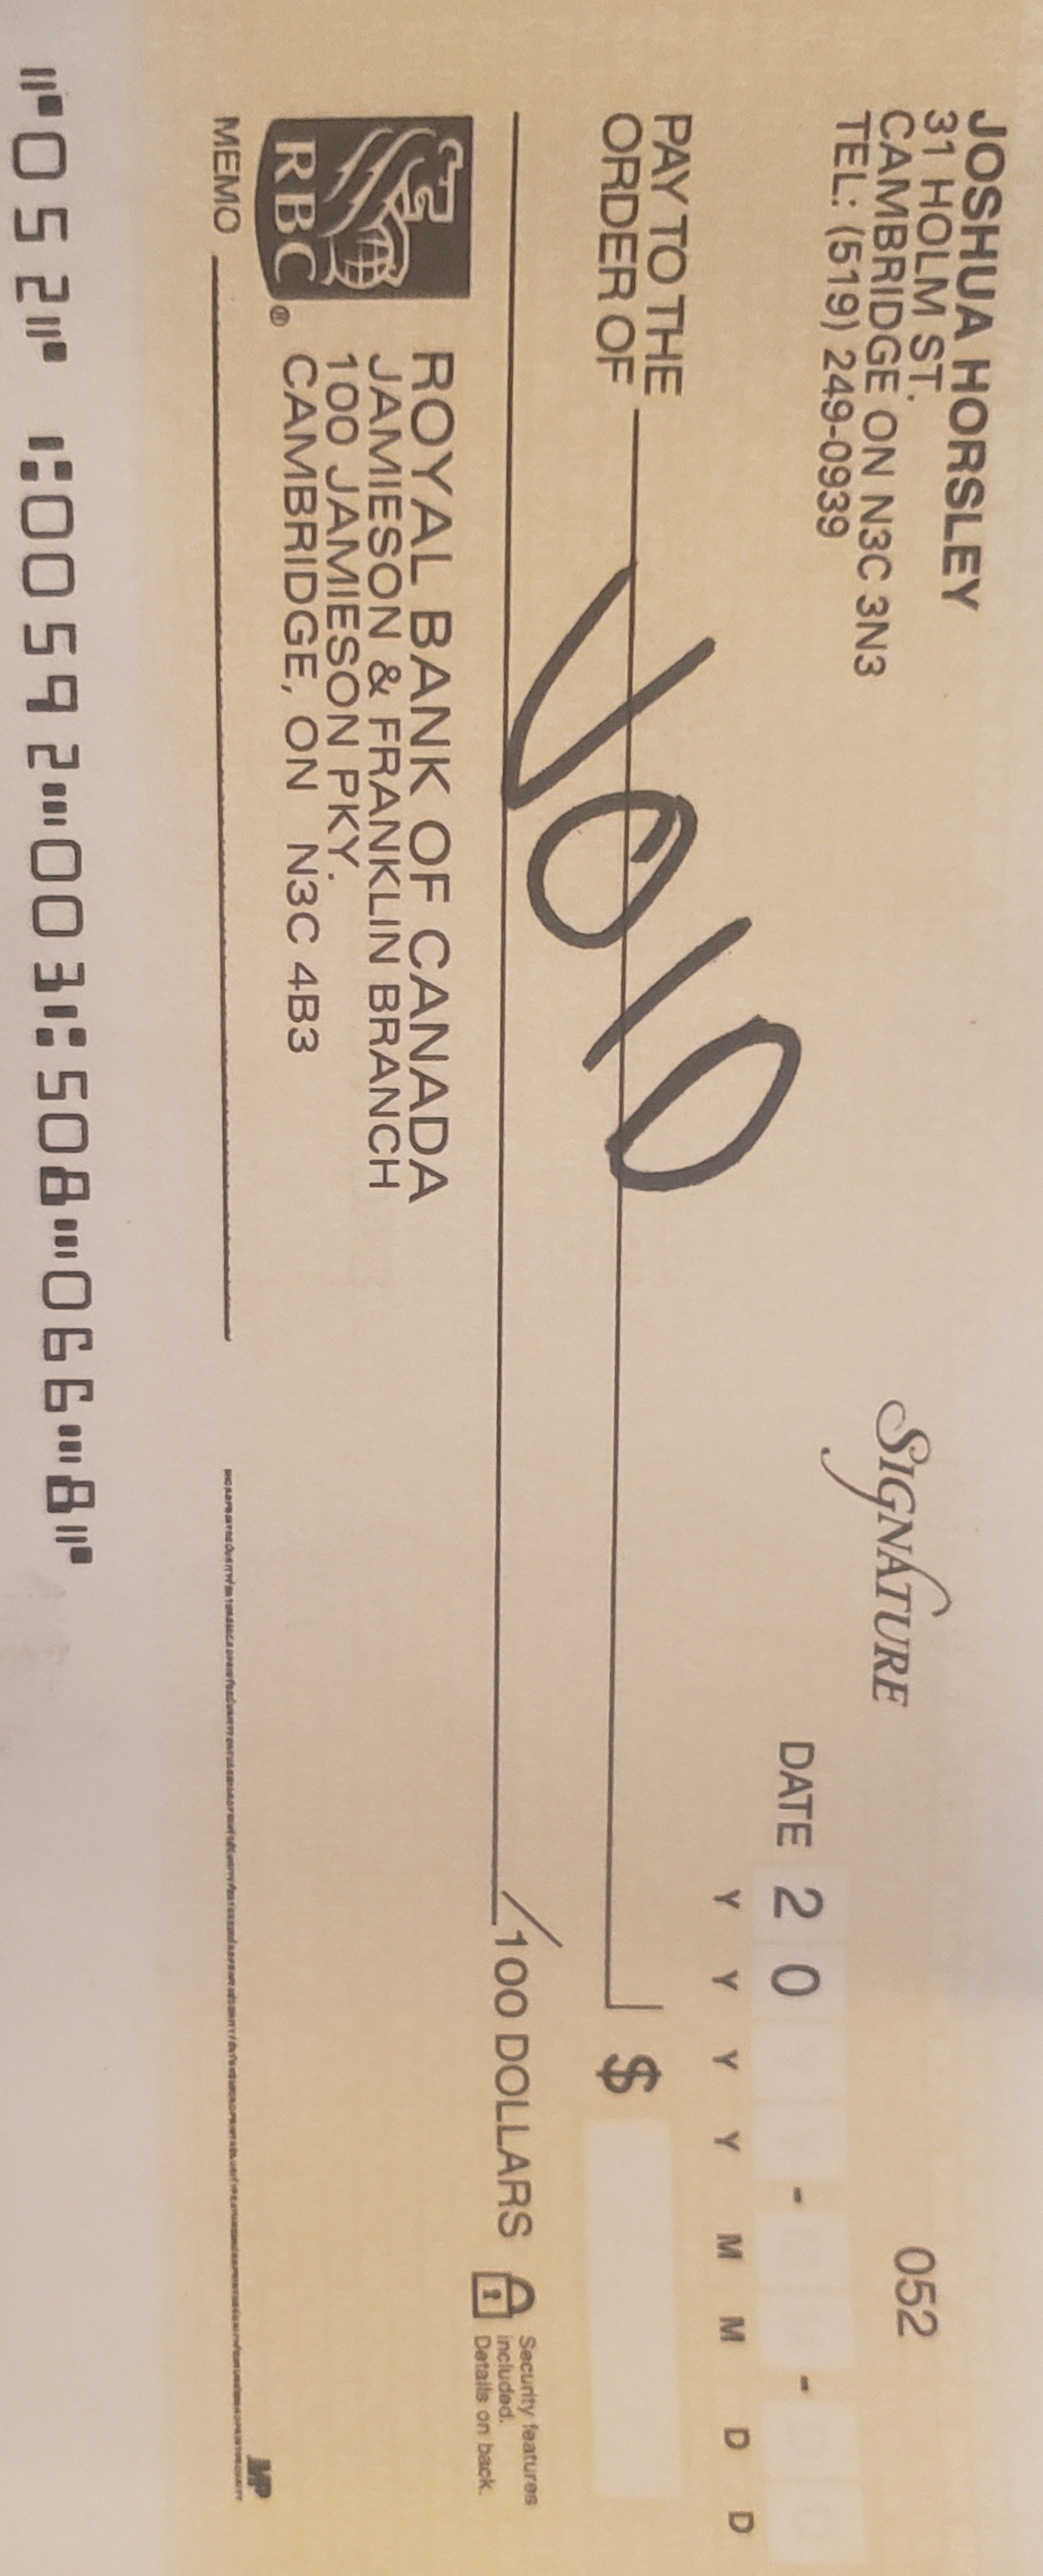 JOSHUA HORSLEY
31 HOLM ST.
CAMBRIDGE ON N3C 3N3
TEL: (519) 249-0939
SIGNATURE
052
DATE 2 0 - -
Y Y Y Y M M D D
PAY TO THE
ORDER OF
$
VOID
/100 DOLLARS
Security features
included.
Details on back.
RBC®
ROYAL BANK OF CANADA
JAMIESON & FRANKLIN BRANCH
100 JAMIESON PKY.
CAMBRIDGE, ON N3C 4B3
MEMO
MP
⑈052⑈ ⑆00592⑉003⑆508⑉066⑉8⑈